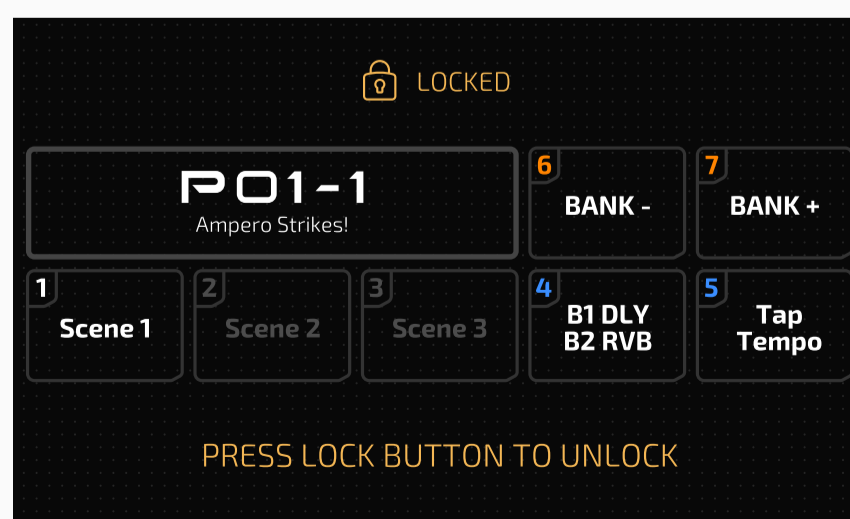 LOCKED
P01-1
Ampero Strikes!
6
BANK -
7
BANK +
1
Scene 1
2
Scene 2
3
Scene 3
4
B1 DLY
B2 RVB
5
Tap
Tempo
PRESS LOCK BUTTON TO UNLOCK